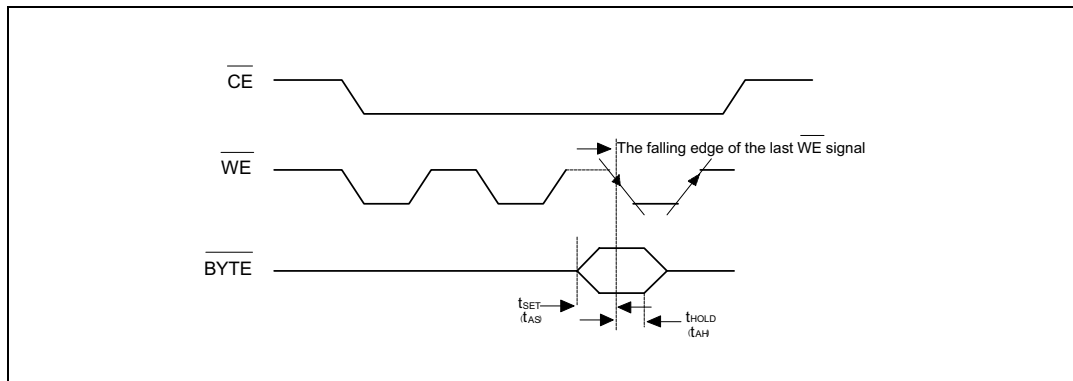 CE
The falling edge of the last WE signal
WE
BYTE
tSET
(tAS)
tHOLD
(tAH)